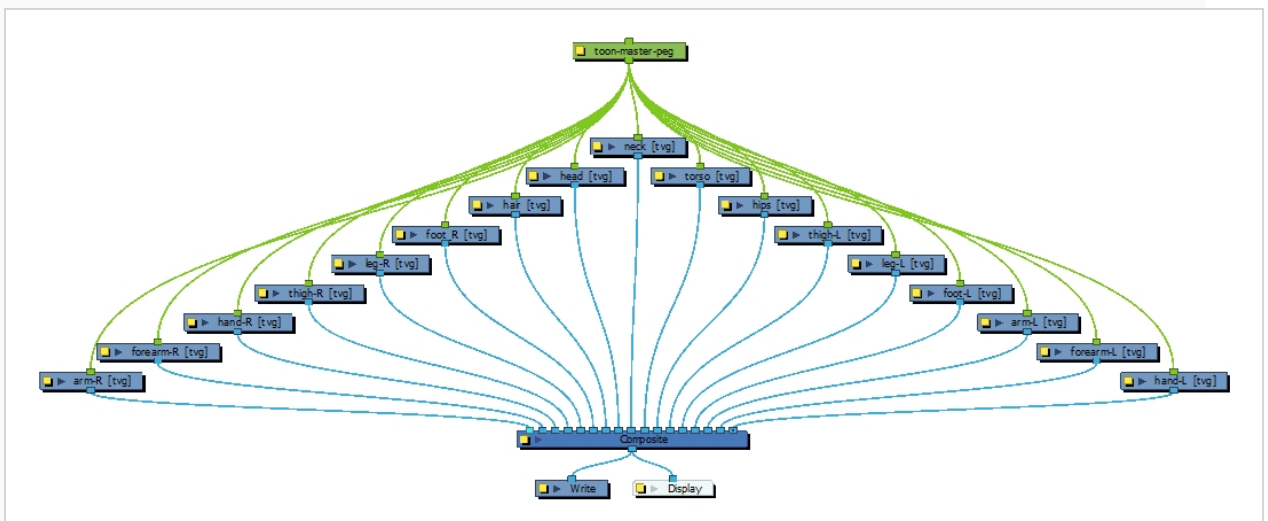 toon-master-peg
neck [tvg]
head [tvg]
torso [tvg]
hair [tvg]
hips [tvg]
foot_R [tvg]
thigh-L [tvg]
leg-R [tvg]
leg-L [tvg]
thigh-R [tvg]
foot-L [tvg]
hand-R [tvg]
arm-L [tvg]
forearm-R [tvg]
forearm-L [tvg]
arm-R [tvg]
hand-L [tvg]
Composite
Write
Display